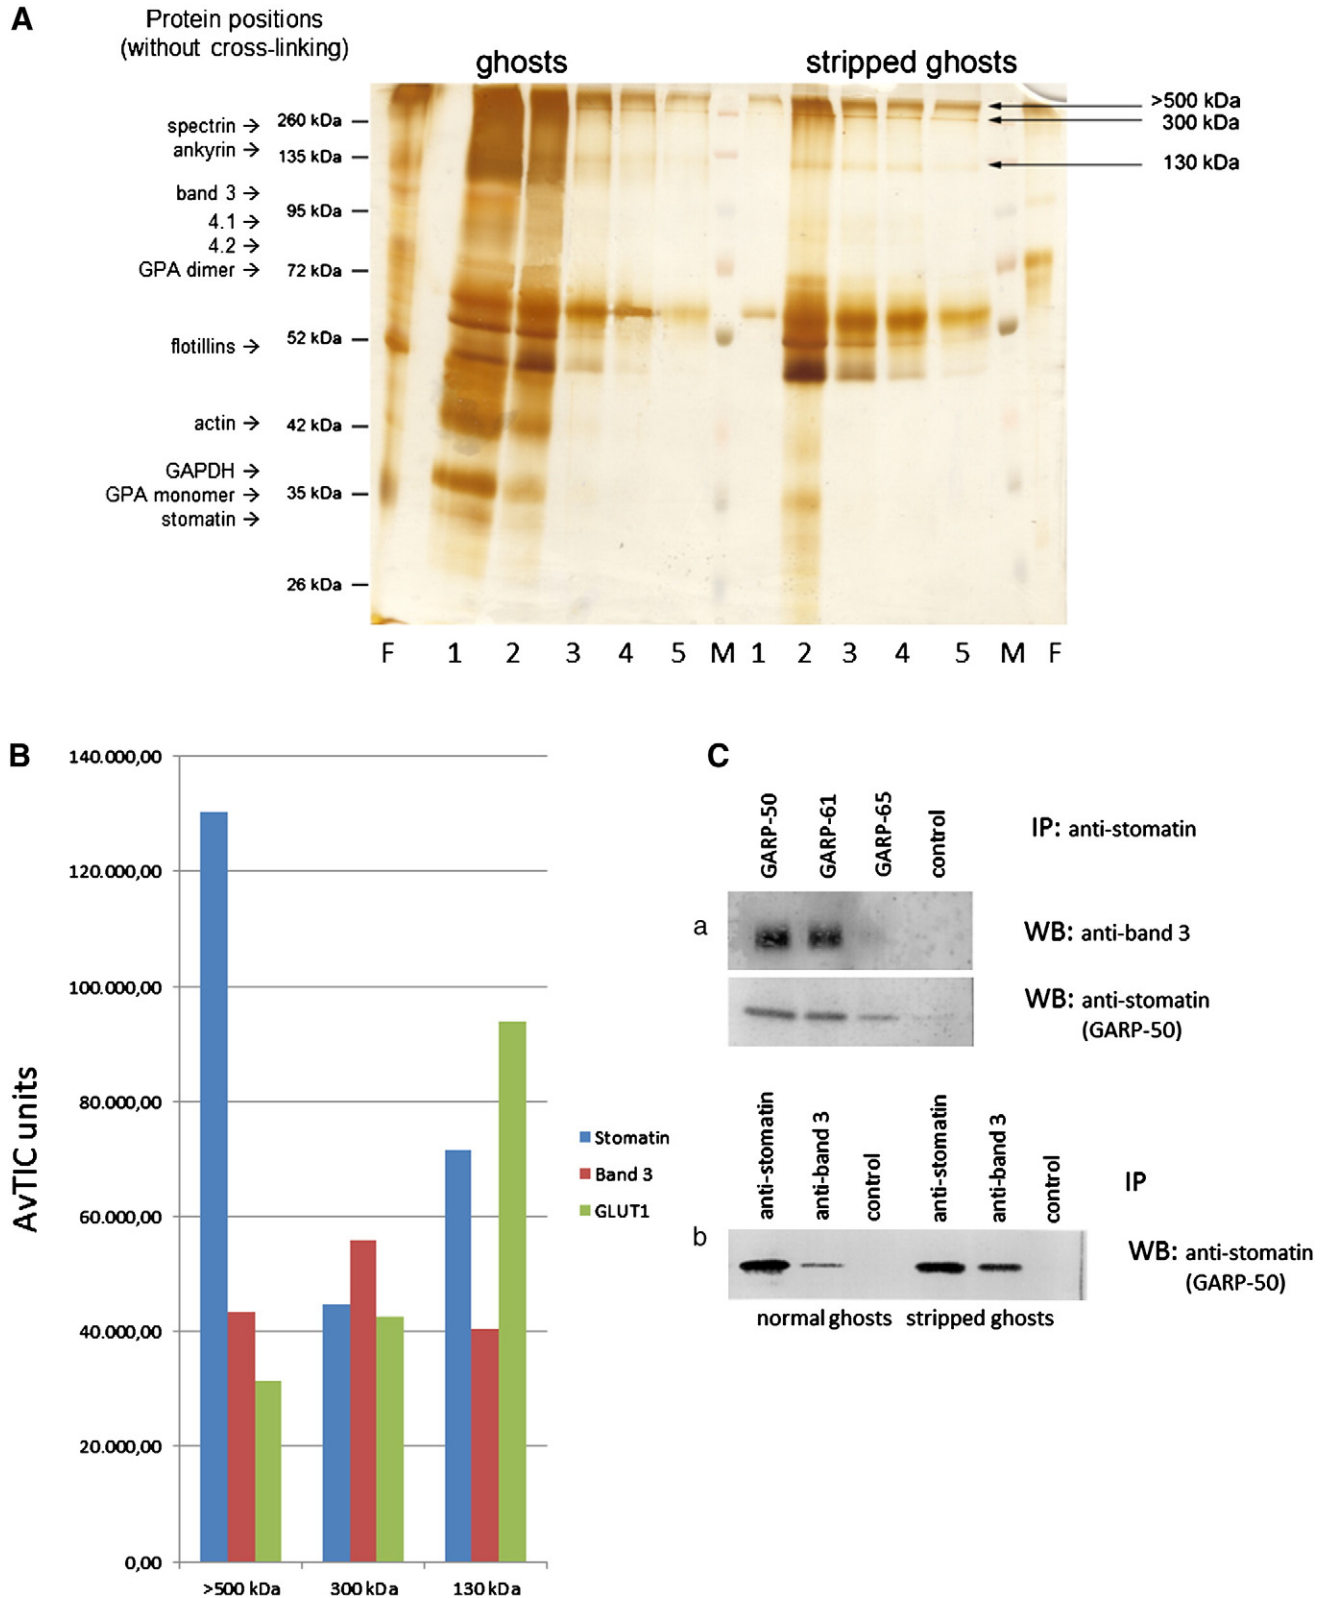 A
Protein positions
(without cross-linking)
ghosts
stripped ghosts
spectrin →
ankyrin →
band 3 →
4.1 →
4.2 →
GPA dimer →
flotillins →
actin →
GAPDH →
GPA monomer →
stomatin →
260 kDa
135 kDa
95 kDa
72 kDa
52 kDa
42 kDa
35 kDa
26 kDa
>500 kDa
300 kDa
130 kDa
F 1 2 3 4 5 M 1 2 3 4 5 M F
B
AvTIC units
140.000,00
120.000,00
100.000,00
80.000,00
60.000,00
40.000,00
20.000,00
0,00
>500 kDa 300 kDa 130 kDa
Stomatin
Band 3
GLUT1
C
GARP-50 GARP-61 GARP-65 control
IP: anti-stomatin
a
WB: anti-band 3
WB: anti-stomatin
(GARP-50)
anti-stomatin anti-band 3 control anti-stomatin anti-band 3 control
IP
b
WB: anti-stomatin
(GARP-50)
normal ghosts stripped ghosts